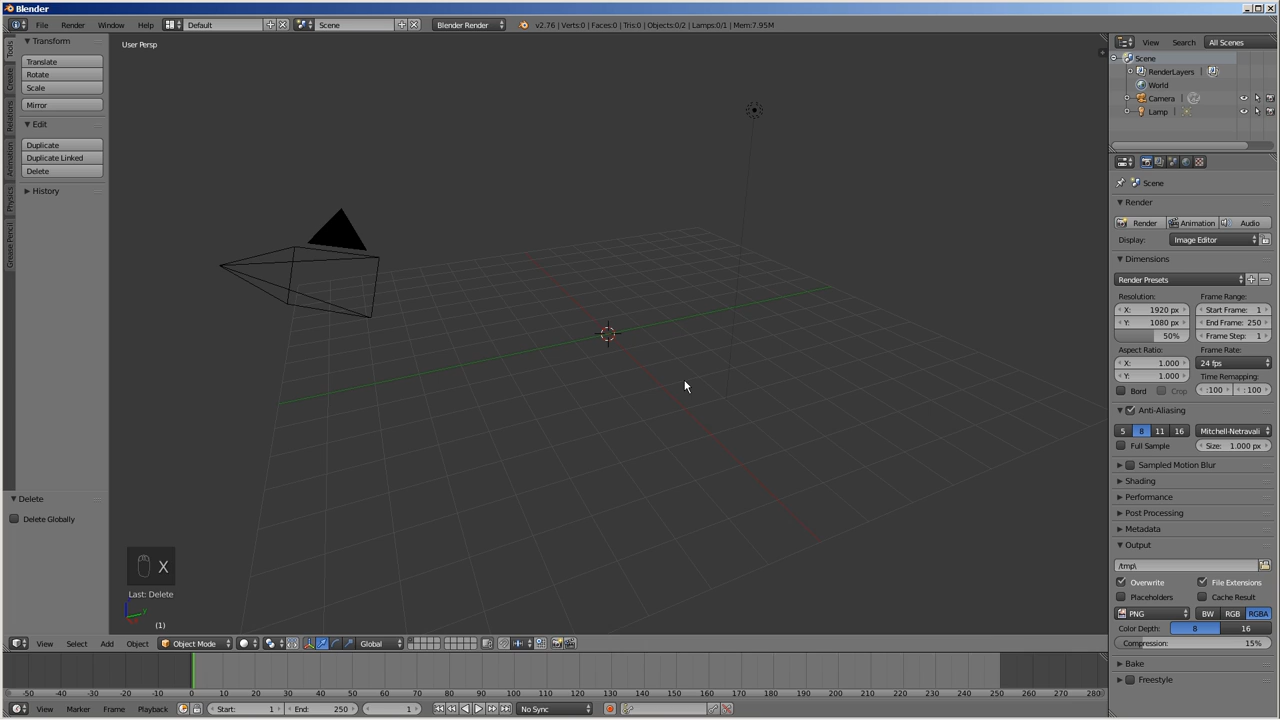 Blender
File Render Window Help Default Scene Blender Render v2.76 | Verts:0 | Faces:0 | Tris:0 | Objects:0/2 | Lamps:0/1 | Mem:7.95M
Tools
Create
Relations
Animation
Physics
Grease Pencil
Transform
Translate
Rotate
Scale
Mirror
Edit
Duplicate
Duplicate Linked
Delete
History
Delete
Delete Globally
User Persp
X
Last: Delete
y
(1)
View Select Add Object Object Mode Global
-50 -40 -30 -20 -10 0 10 20 30 40 50 60 70 80 90 100 110 120 130 140 150 160 170 180 190 200 210 220 230 240 250 260 270 280
View Marker Frame Playback Start: 1 End: 250 1 No Sync
View Search All Scenes
Scene
RenderLayers
World
Camera
Lamp
Scene
Render
Render Animation Audio
Display: Image Editor
Dimensions
Render Presets
Resolution: Frame Range:
X: 1920 px Start Frame: 1
Y: 1080 px End Frame: 250
50% Frame Step: 1
Aspect Ratio: Frame Rate:
X: 1.000 24 fps
Y: 1.000 Time Remapping:
Bord Crop :100 :100
Anti-Aliasing
5 8 11 16 Mitchell-Netravali
Full Sample Size: 1.000 px
Sampled Motion Blur
Shading
Performance
Post Processing
Metadata
Output
/tmp\
Overwrite File Extensions
Placeholders Cache Result
PNG BW RGB RGBA
Color Depth: 8 16
Compression: 15%
Bake
Freestyle